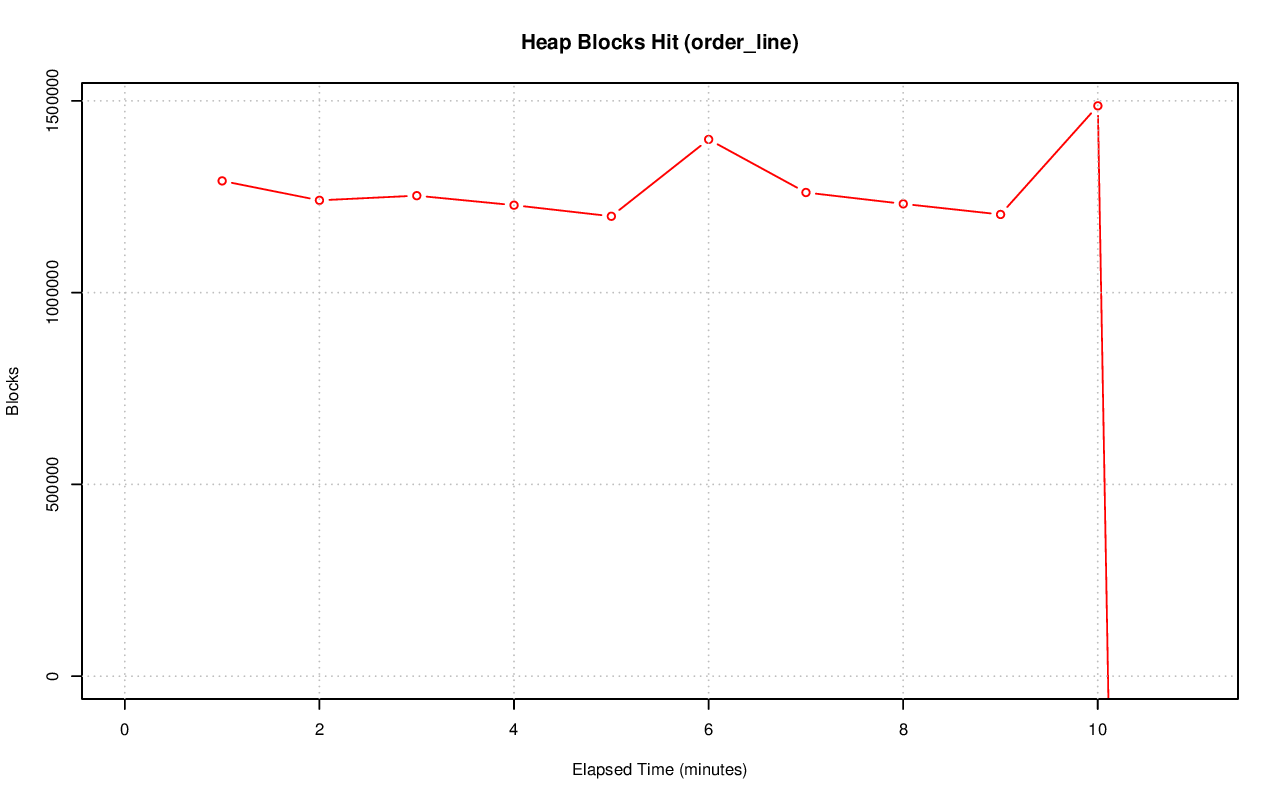 Heap Blocks Hit (order_line)
Blocks
1500000
1000000
500000
0
0 2 4 6 8 10
Elapsed Time (minutes)